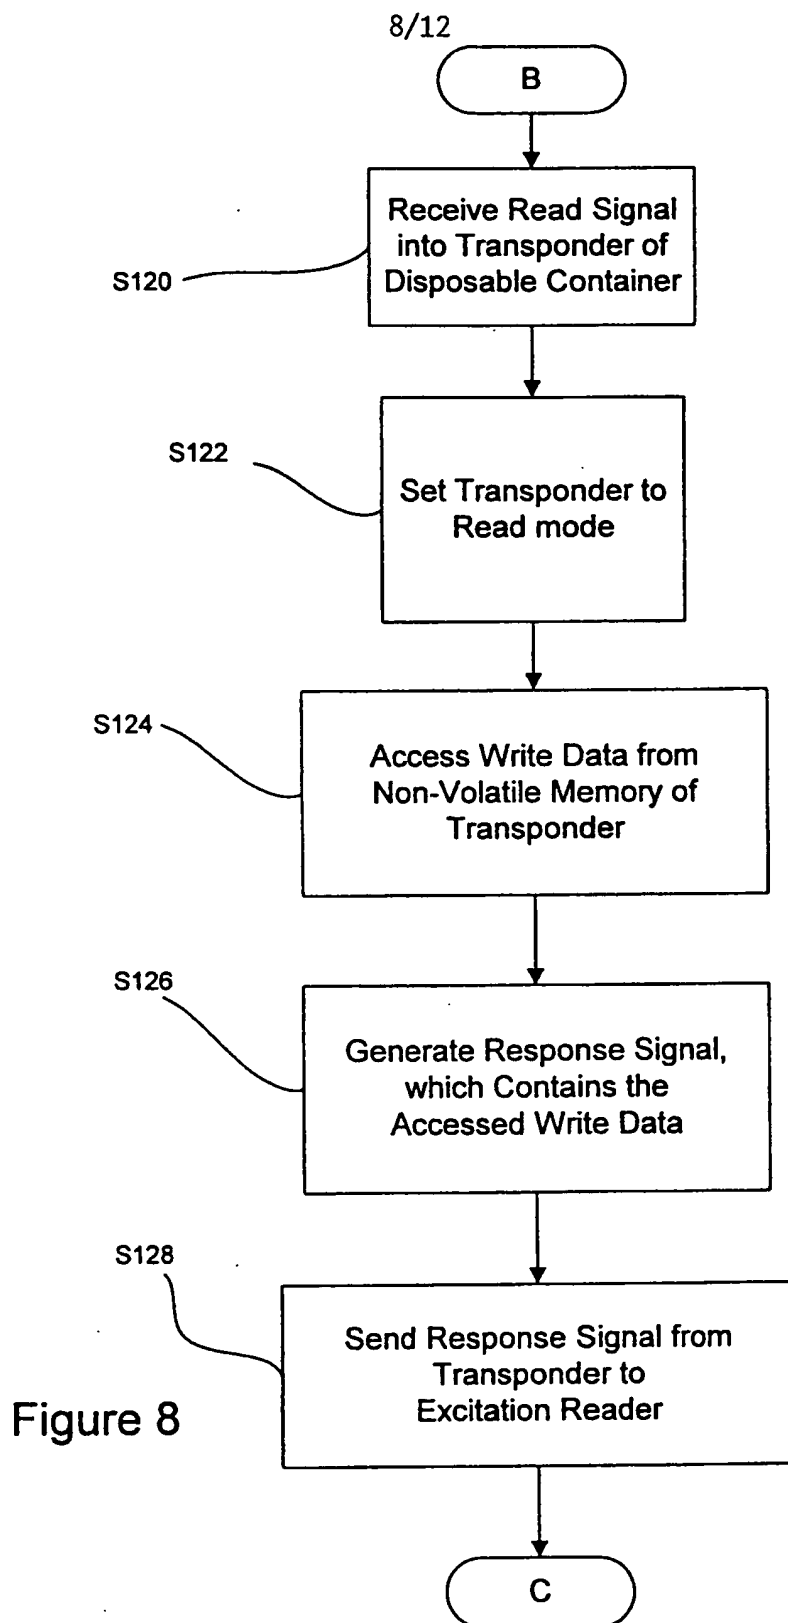 8/12
B
Receive Read Signal
into Transponder of
Disposable Container
S120
S122
Set Transponder to
Read mode
S124
Access Write Data from
Non-Volatile Memory of
Transponder
S126
Generate Response Signal,
which Contains the
Accessed Write Data
S128
Send Response Signal from
Transponder to
Excitation Reader
Figure 8
C